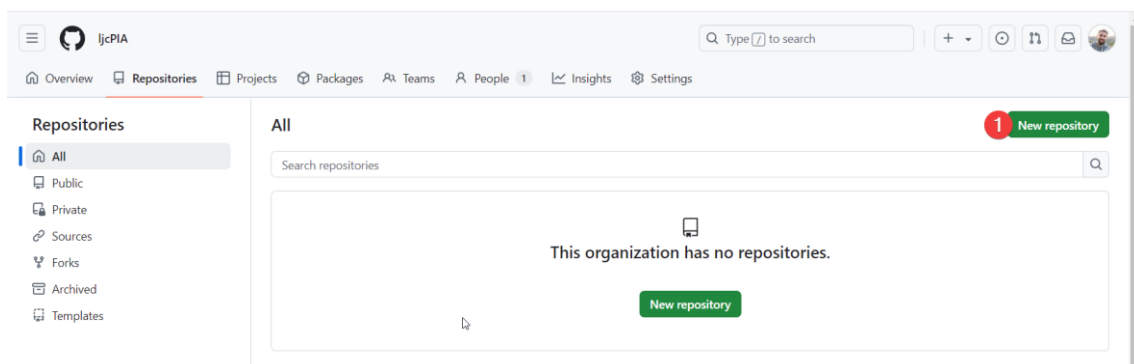 ljcPIA
Type / to search
Overview Repositories Projects Packages Teams People 1 Insights Settings
Repositories
All
Public
Private
Sources
Forks
Archived
Templates
All
1 New repository
Search repositories
This organization has no repositories.
New repository